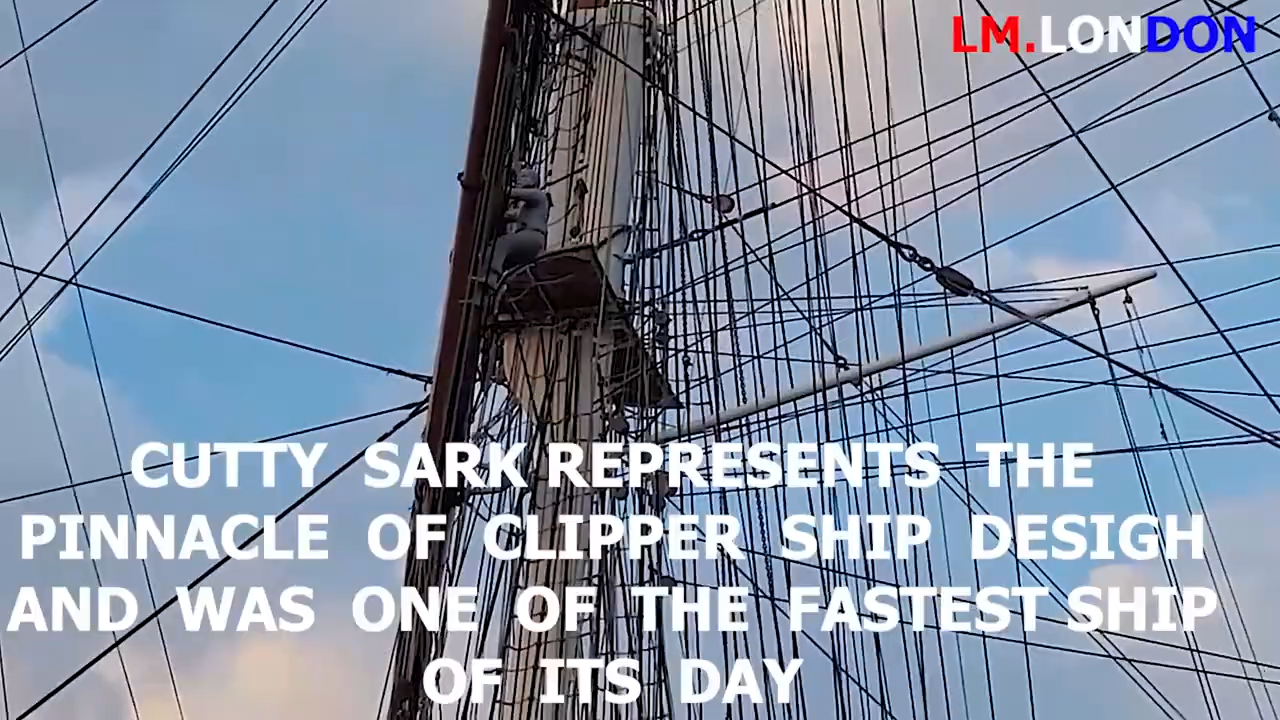 LM.LONDON
CUTTY SARK REPRESENTS THE
PINNACLE OF CLIPPER SHIP DESIGH
AND WAS ONE OF THE FASTEST SHIP
OF ITS DAY